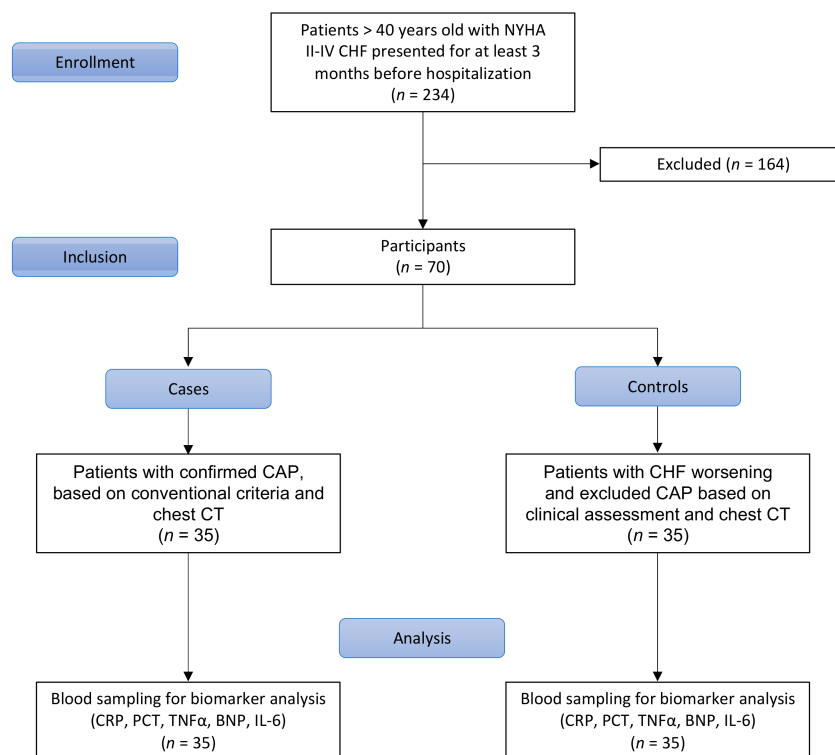 Enrollment
Patients > 40 years old with NYHA
II-IV CHF presented for at least 3
months before hospitalization
(n = 234)
Excluded (n = 164)
Inclusion
Participants
(n = 70)
Cases
Controls
Patients with confirmed CAP,
based on conventional criteria and
chest CT
(n = 35)
Patients with CHF worsening
and excluded CAP based on
clinical assessment and chest CT
(n = 35)
Analysis
Blood sampling for biomarker analysis
(CRP, PCT, TNFα, BNP, IL-6)
(n = 35)
Blood sampling for biomarker analysis
(CRP, PCT, TNFα, BNP, IL-6)
(n = 35)